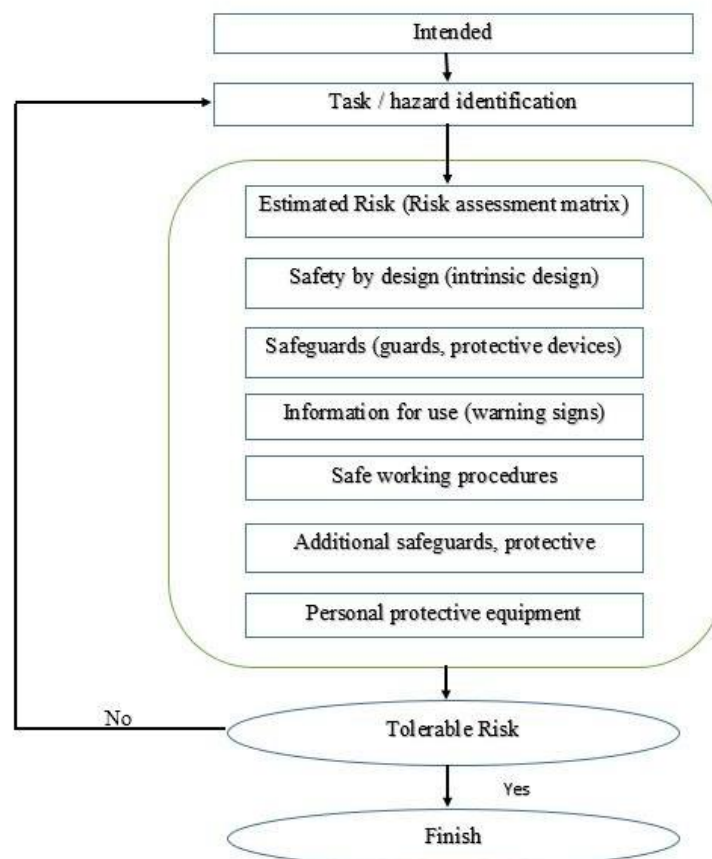 Intended
Task / hazard identification
Estimated Risk (Risk assessment matrix)
Safety by design (intrinsic design)
Safeguards (guards, protective devices)
Information for use (warning signs)
Safe working procedures
Additional safeguards, protective
Personal protective equipment
No
Tolerable Risk
Yes
Finish